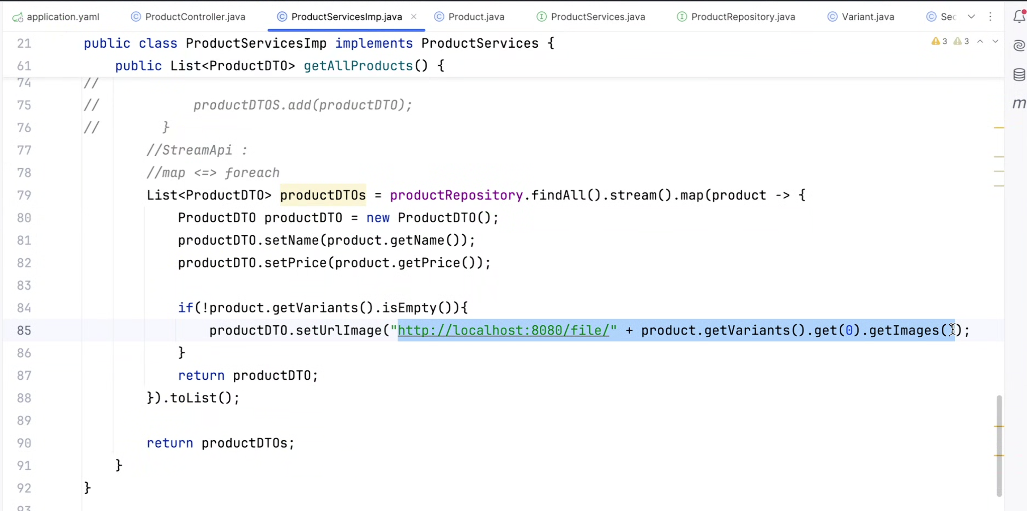 application.yaml ProductController.java ProductServicesImp.java × Product.java ProductServices.java ProductRepository.java Variant.java
21 public class ProductServicesImp implements ProductServices { 3 3
61 public List<ProductDTO> getAllProducts() {
74 //
75 // productDTOS.add(productDTO);
76 // }
77 //StreamApi :
78 //map <=> foreach
79 List<ProductDTO> productDTOs = productRepository.findAll().stream().map(product -> {
80 ProductDTO productDTO = new ProductDTO();
81 productDTO.setName(product.getName());
82 productDTO.setPrice(product.getPrice());
83
84 if(!product.getVariants().isEmpty()){
85 productDTO.setUrlImage("http://localhost:8080/file/" + product.getVariants().get(0).getImages());
86 }
87 return productDTO;
88 }).toList();
89
90 return productDTOs;
91 }
92 }